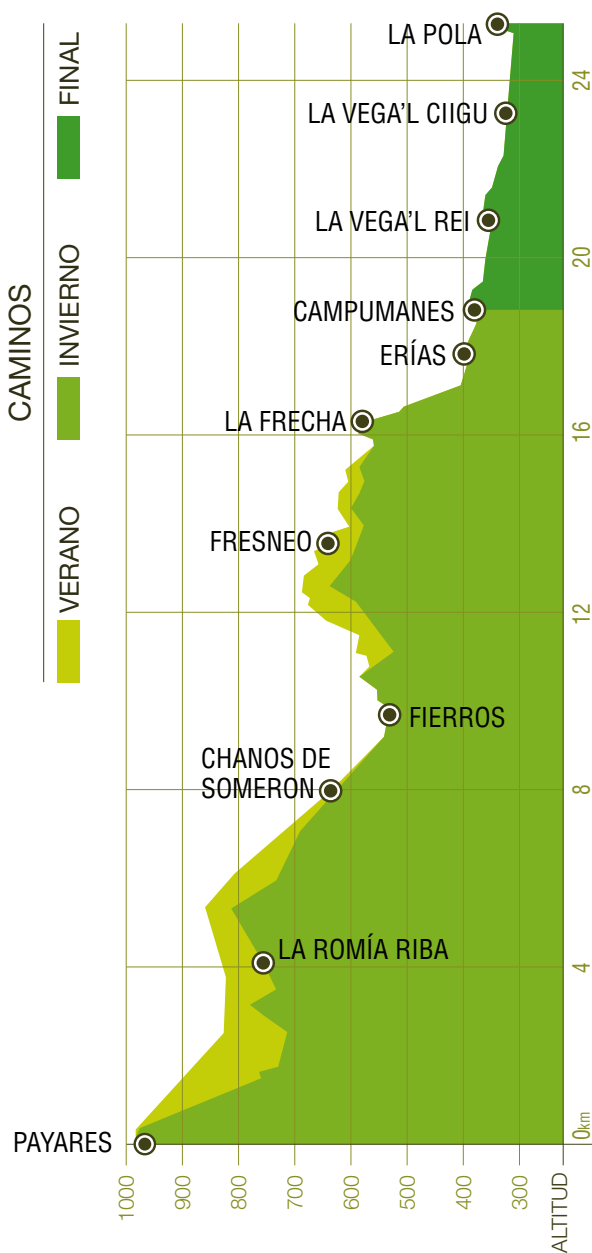 CAMINOS
VERANO
INVIERNO
FINAL
LA POLA
LA VEGA'L CIIGU
LA VEGA'L REI
CAMPUMANES
ERÍAS
LA FRECHA
FRESNEO
FIERROS
CHANOS DE
SOMERON
LA ROMÍA RIBA
PAYARES
24
20
16
12
8
4
0km
1000
900
800
700
600
500
400
300
ALTITUD